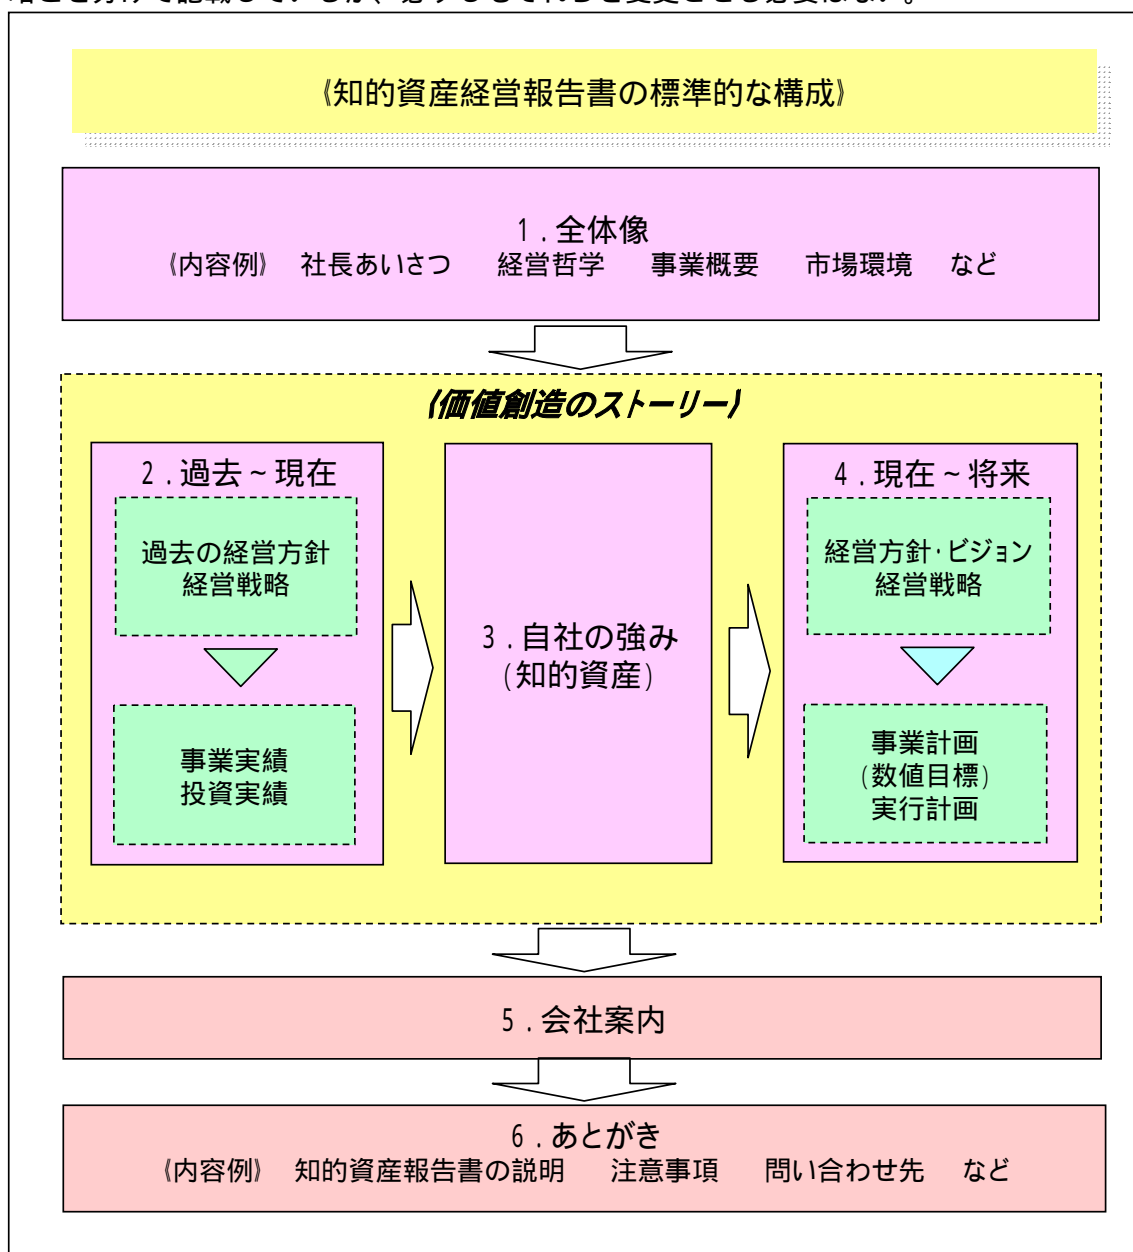 《知的資産経営報告書の標準的な構成》
1.全体像
《内容例》 社長あいさつ 経営哲学 事業概要 市場環境 など
《価値創造のストーリー》
2.過去~現在
過去の経営方針
経営戦略
事業実績
投資実績
3.自社の強み
(知的資産)
4.現在~将来
経営方針・ビジョン
経営戦略
事業計画
(数値目標)
実行計画
5.会社案内
6.あとがき
《内容例》 知的資産報告書の説明 注意事項 問い合わせ先 など